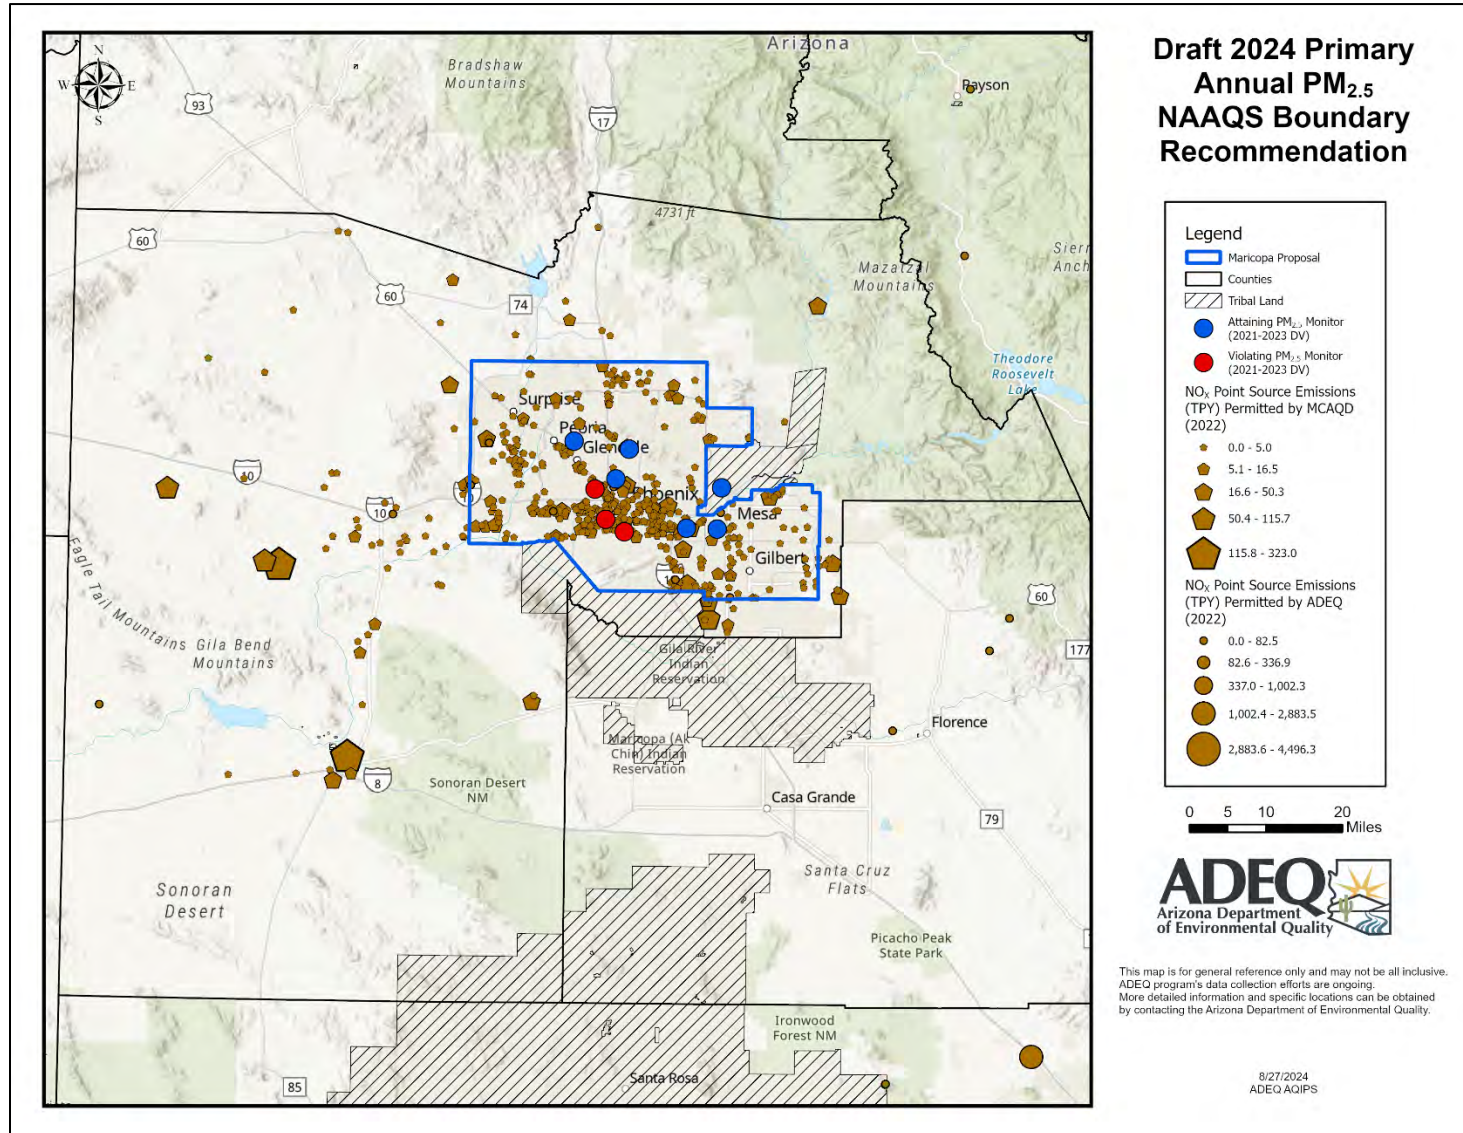 Draft 2024 Primary
Annual PM2.5
NAAQS Boundary
Recommendation
Legend
Maricopa Proposal
Counties
Tribal Land
Attaining PM2.5 Monitor
(2021-2023 DV)
Violating PM2.5 Monitor
(2021-2023 DV)
NOx Point Source Emissions
(TPY) Permitted by MCAQD
(2022)
0.0 - 5.0
5.1 - 16.5
16.6 - 50.3
50.4 - 115.7
115.8 - 323.0
NOx Point Source Emissions
(TPY) Permitted by ADEQ
(2022)
0.0 - 82.5
82.6 - 336.9
337.0 - 1,002.3
1,002.4 - 2,883.5
2,883.6 - 4,496.3
0 5 10 20
Miles
ADEQ
Arizona Department
of Environmental Quality
This map is for general reference only and may not be all inclusive.
ADEQ program's data collection efforts are ongoing.
More detailed information and specific locations can be obtained
by contacting the Arizona Department of Environmental Quality.
8/27/2024
ADEQ AQIPS
N
W E
S
Arizona
Bradshaw
Mountains
Payson
93
17
4731 ft
60
Mazatzal
Mountains
60
74
Theodore
Roosevelt
Lake
Surprise
Peoria
Glendale
10
10
10
Phoenix
Mesa
Gilbert
Eagle Tail Mountains
Gila Bend
Mountains
60
177
Gila River
Indian
Reservation
Florence
Maricopa (Ak
Chin) Indian
Reservation
8
Sonoran Desert
NM
Casa Grande
79
Santa Cruz
Flats
Sonoran
Desert
Picacho Peak
State Park
Ironwood
Forest NM
Santa Rosa
85